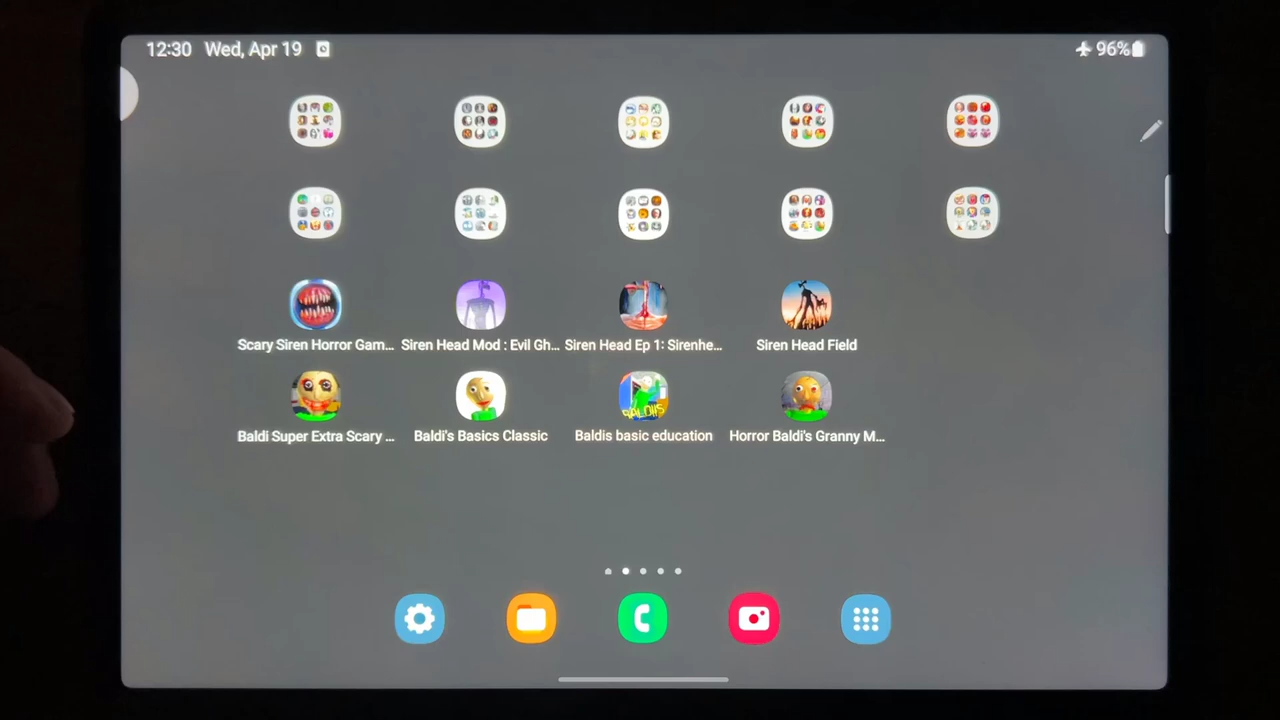 12:30 Wed, Apr 19
96%
Scary Siren Horror Gam... Siren Head Mod : Evil Gh... Siren Head Ep 1: Sirenhe... Siren Head Field
BALDIS
Baldi Super Extra Scary ... Baldi's Basics Classic Baldis basic education Horror Baldi's Granny M...